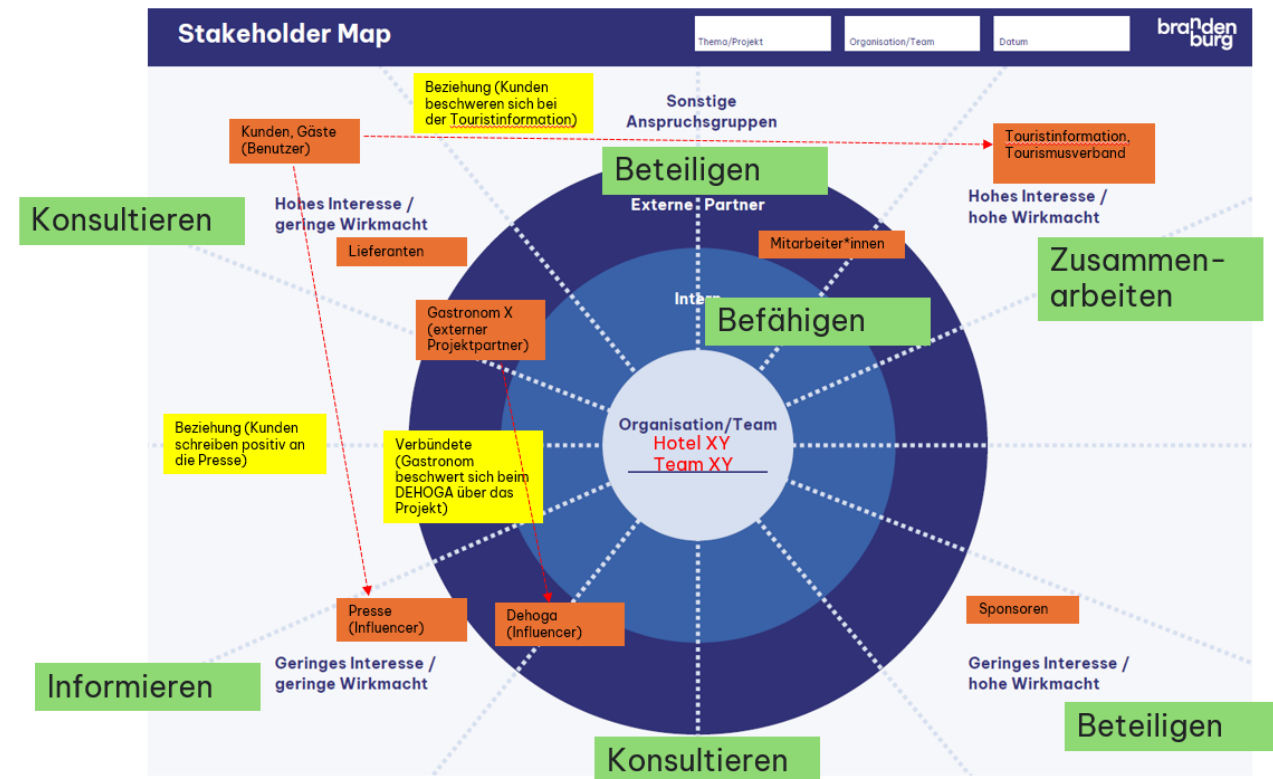 Stakeholder Map
Thema/Projekt
Organisation/Team
Datum
branden
burg
Beziehung (Kunden
beschweren sich bei
der Touristinformation)
Sonstige
Anspruchsgruppen
Kunden, Gäste
(Benutzer)
Touristinformation,
Tourismusverband
Beteiligen
Konsultieren
Hohes Interesse /
geringe Wirkmacht
Externe Partner
Hohes Interesse /
hohe Wirkmacht
Lieferanten
Mitarbeiter*innen
Zusammen-
arbeiten
Intern
Befähigen
Gastronom X
(externer
Projektpartner)
Organisation/Team
Hotel XY
Team XY
Beziehung (Kunden
schreiben positiv an
die Presse)
Verbündete
(Gastronom
beschwert sich beim
DEHOGA über das
Projekt)
Presse
(Influencer)
Dehoga
(Influencer)
Sponsoren
Geringes Interesse /
geringe Wirkmacht
Geringes Interesse /
hohe Wirkmacht
Informieren
Beteiligen
Konsultieren